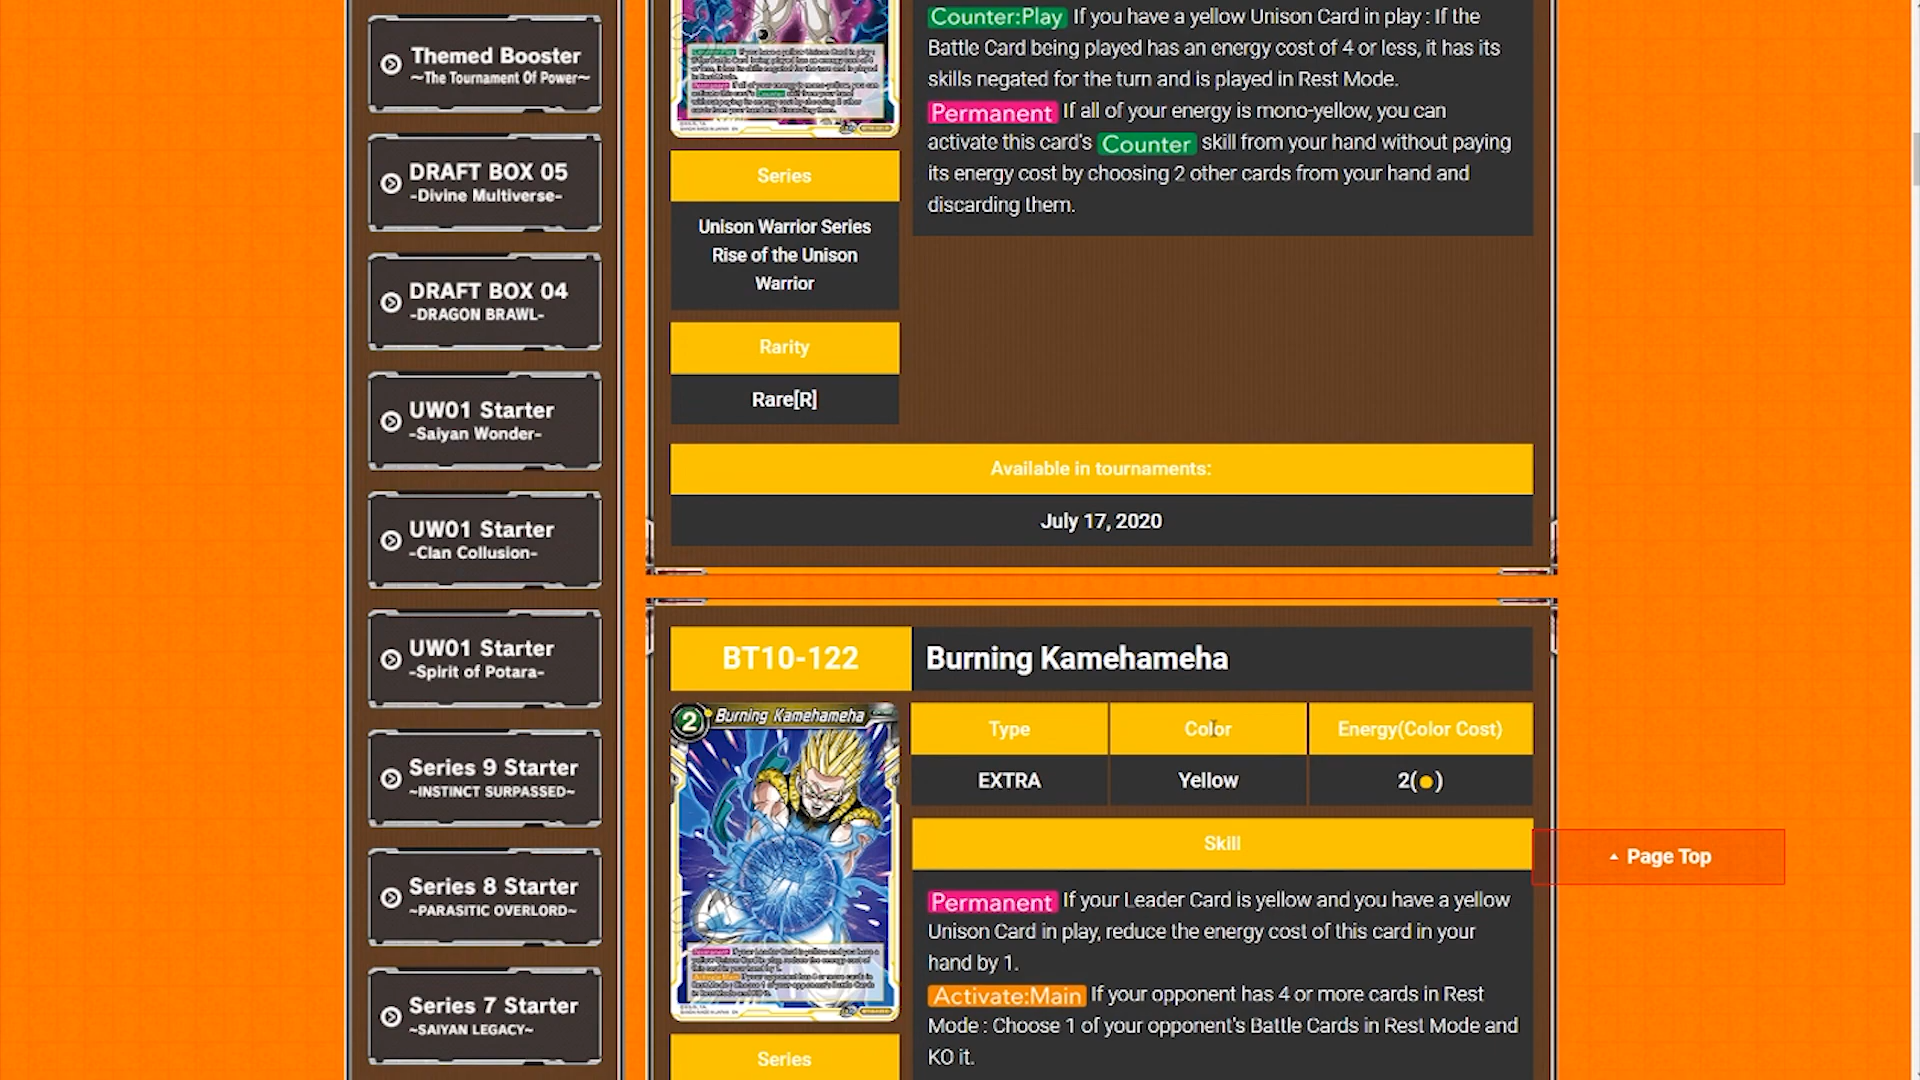 Themed Booster
~The Tournament Of Power~
DRAFT BOX 05
-Divine Multiverse-
DRAFT BOX 04
-DRAGON BRAWL-
UW01 Starter
-Saiyan Wonder-
UW01 Starter
-Clan Collusion-
UW01 Starter
-Spirit of Potara-
Series 9 Starter
~INSTINCT SURPASSED~
Series 8 Starter
~PARASITIC OVERLORD~
Series 7 Starter
~SAIYAN LEGACY~
Counter:Play If you have a yellow Unison Card in play : If the
Battle Card being played has an energy cost of 4 or less, it has its
skills negated for the turn and is played in Rest Mode.
Permanent If all of your energy is mono-yellow, you can
activate this card's Counter skill from your hand without paying
its energy cost by choosing 2 other cards from your hand and
discarding them.
Series
Unison Warrior Series
Rise of the Unison
Warrior
Rarity
Rare[R]
Available in tournaments:
July 17, 2020
BT10-122
Burning Kamehameha
2
Burning Kamehameha
Type
Color
Energy(Color Cost)
EXTRA
Yellow
2(●)
Skill
Permanent If your Leader Card is yellow and you have a yellow
Unison Card in play, reduce the energy cost of this card in your
hand by 1.
Activate:Main If your opponent has 4 or more cards in Rest
Mode : Choose 1 of your opponent's Battle Cards in Rest Mode and
KO it.
Series
Page Top